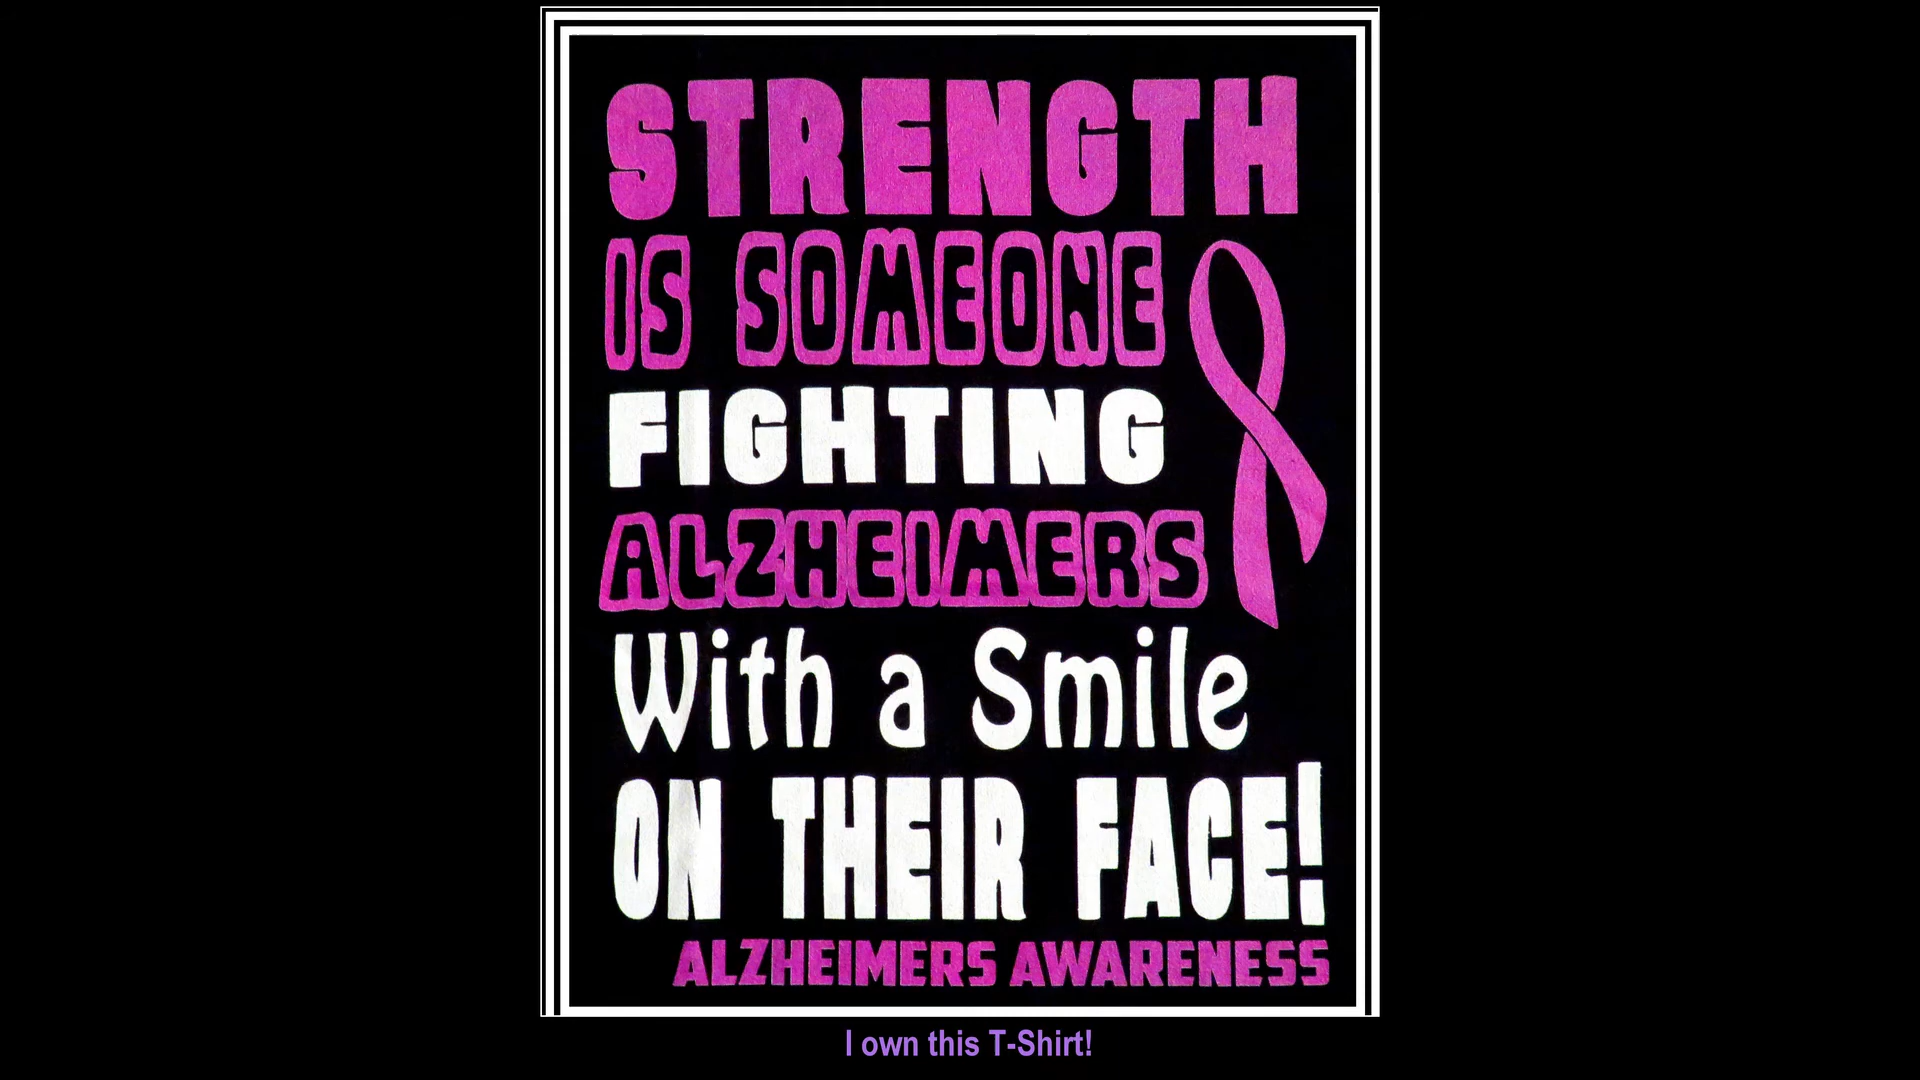 STRENGTH
IS SOMEONE
FIGHTING
ALZHEIMERS
With a Smile
ON THEIR FACE!
ALZHEIMERS AWARENESS
I own this T-Shirt!